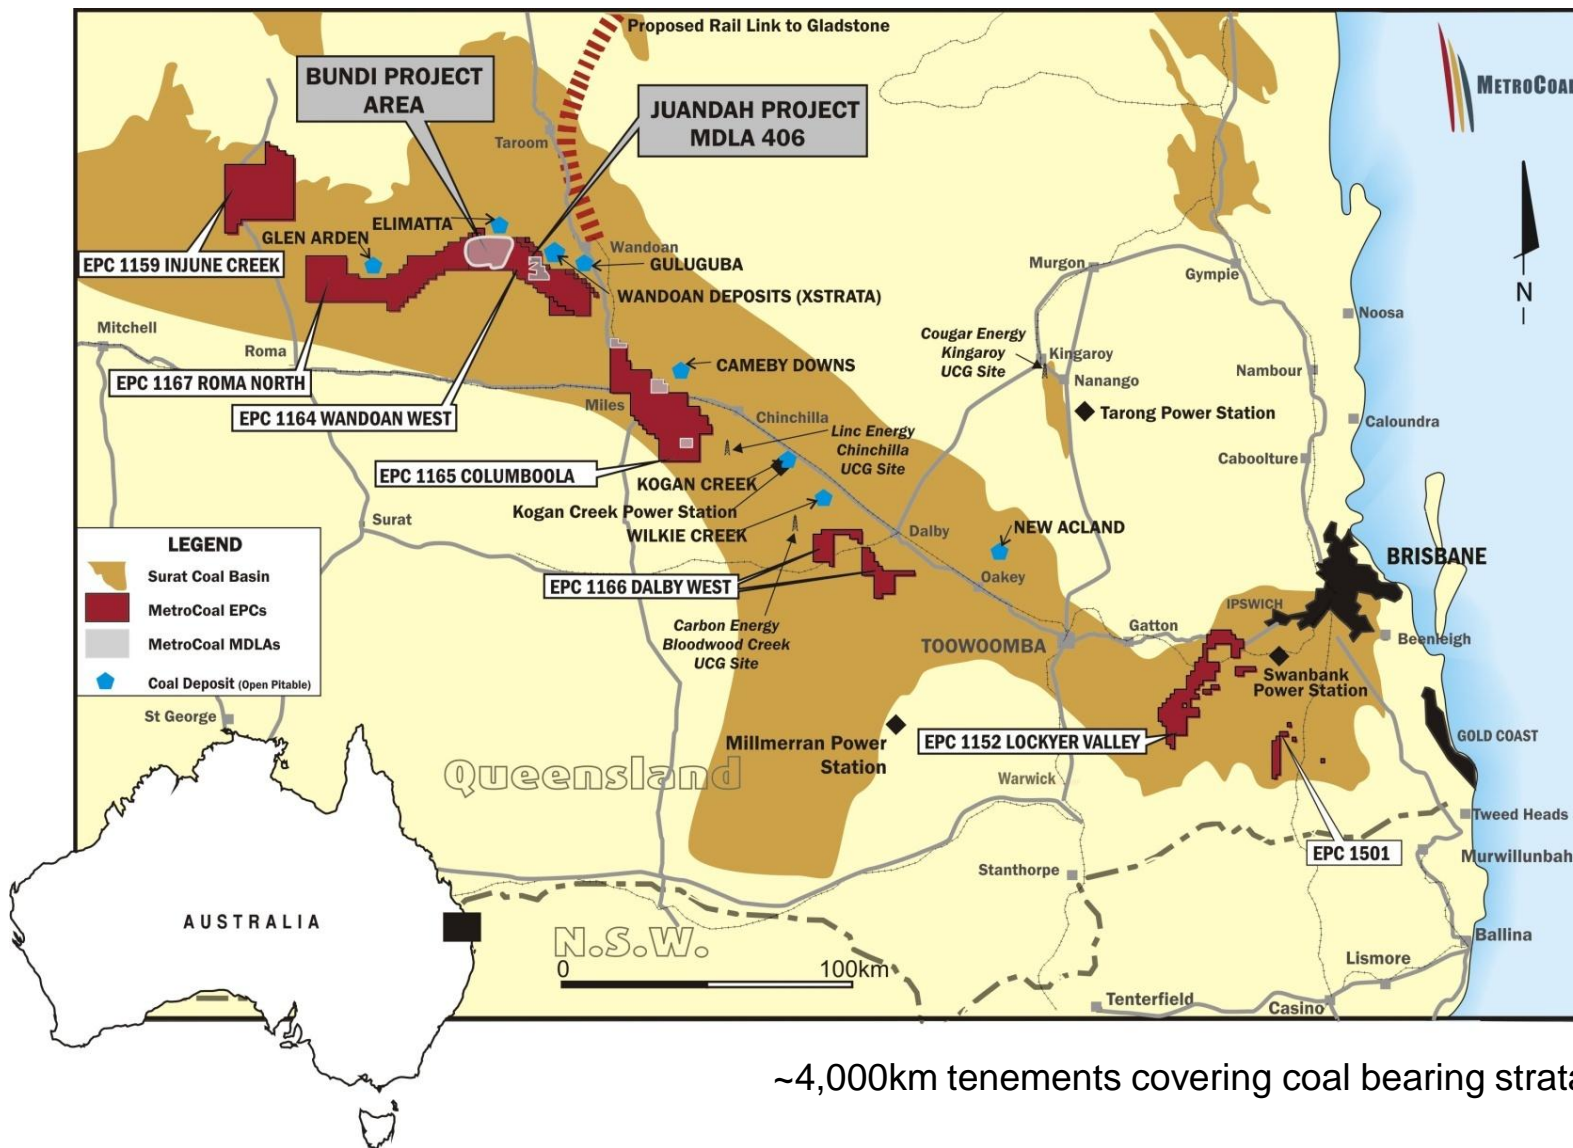 Proposed Rail Link to Gladstone
METROCOAL
BUNDI PROJECT
AREA
JUANDAH PROJECT
MDLA 406
Taroom
ELIMATTA
GLEN ARDEN
EPC 1159 INJUNE CREEK
Wandoan
GULUGUBA
WANDOAN DEPOSITS (XSTRATA)
Murgon
Gympie
N
Noosa
Mitchell
Roma
EPC 1167 ROMA NORTH
EPC 1164 WANDOAN WEST
CAMEBY DOWNS
Cougar Energy
Kingaroy
UCG Site
Kingaroy
Nanango
Nambour
Tarong Power Station
Caloundra
Miles
Chinchilla
Linc Energy
Chinchilla
UCG Site
Caboolture
EPC 1165 COLUMBOOLA
KOGAN CREEK
Kogan Creek Power Station
WILKIE CREEK
Surat
Dalby
NEW ACLAND
BRISBANE
LEGEND
Surat Coal Basin
MetroCoal EPCs
MetroCoal MDLAs
Coal Deposit (Open Pitable)
EPC 1166 DALBY WEST
Oakey
IPSWICH
Carbon Energy
Bloodwood Creek
UCG Site
TOOWOOMBA
Gatton
Beenleigh
Swanbank
Power Station
St George
Millmerran Power
Station
EPC 1152 LOCKYER VALLEY
GOLD COAST
Queensland
Warwick
Tweed Heads
EPC 1501
Murwillunbah
Stanthorpe
AUSTRALIA
N.S.W.
Ballina
0 100km
Lismore
Tenterfield
Casino
~4,000km tenements covering coal bearing strata